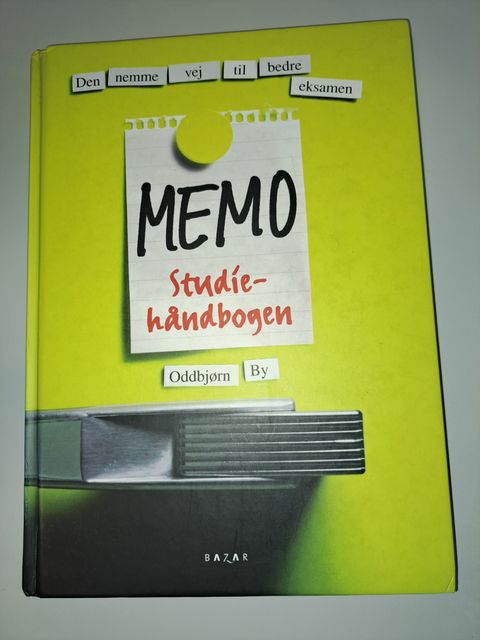 Den nemme vej til bedre
eksamen
MEMO
Studie-
håndbogen
Oddbjørn By
BAZAR